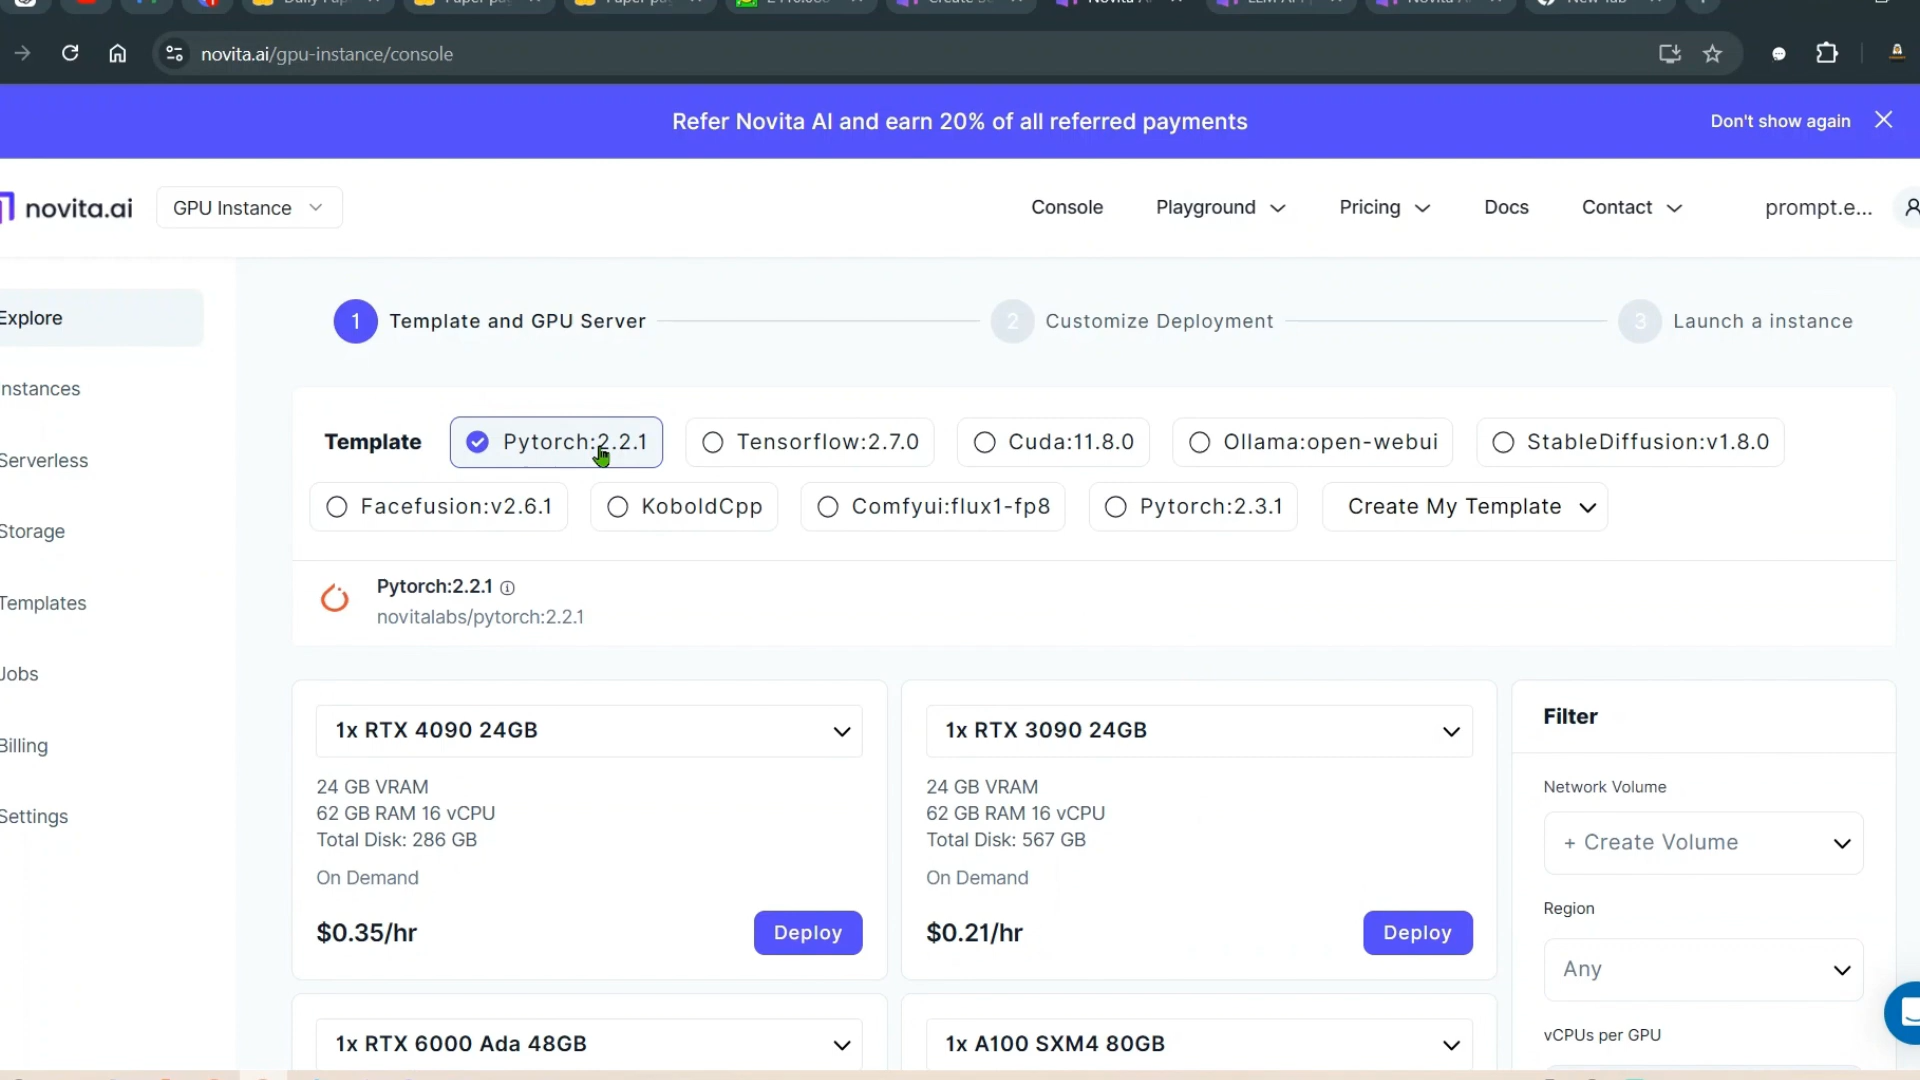 novita.ai/gpu-instance/console
Refer Novita AI and earn 20% of all referred payments
Don't show again
novita.ai
GPU Instance
Console
Playground
Pricing
Docs
Contact
prompt.e...
Explore
1 Template and GPU Server
2 Customize Deployment
3 Launch a instance
Instances
Serverless
Storage
Templates
Jobs
Billing
Settings
Template
Pytorch:2.2.1
Tensorflow:2.7.0
Cuda:11.8.0
Ollama:open-webui
StableDiffusion:v1.8.0
Facefusion:v2.6.1
KoboldCpp
Comfyui:flux1-fp8
Pytorch:2.3.1
Create My Template
Pytorch:2.2.1
novitalabs/pytorch:2.2.1
1x RTX 4090 24GB
24 GB VRAM
62 GB RAM 16 vCPU
Total Disk: 286 GB
On Demand
$0.35/hr
Deploy
1x RTX 3090 24GB
24 GB VRAM
62 GB RAM 16 vCPU
Total Disk: 567 GB
On Demand
$0.21/hr
Deploy
1x RTX 6000 Ada 48GB
1x A100 SXM4 80GB
Filter
Network Volume
+ Create Volume
Region
Any
vCPUs per GPU